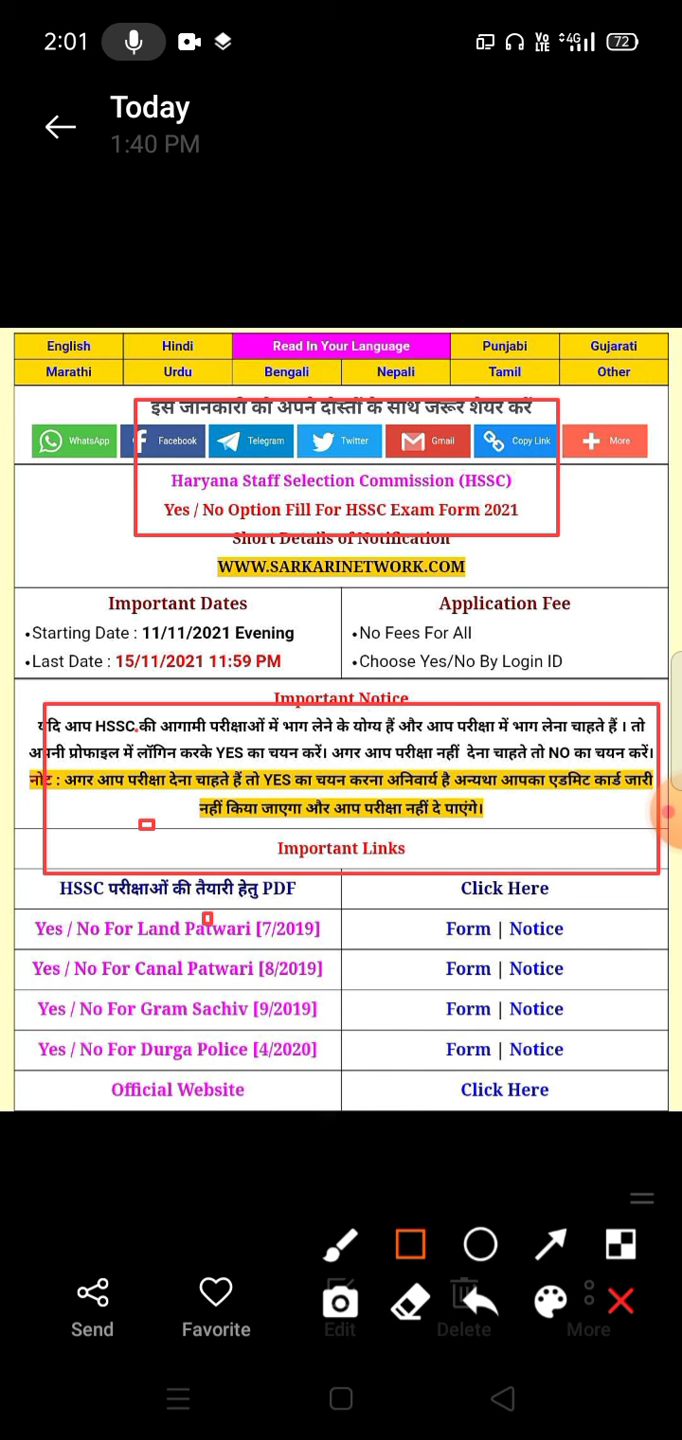 2:01
Vo LTE 4G 72
Today
1:40 PM
English Hindi Read In Your Language Punjabi Gujarati
Marathi Urdu Bengali Nepali Tamil Other
इस जानकारी को अपने दोस्तों के साथ जरूर शेयर करें
WhatsApp Facebook Telegram Twitter Gmail Copy Link More
Haryana Staff Selection Commission (HSSC)
Yes / No Option Fill For HSSC Exam Form 2021
Short Details of Notification
WWW.SARKARINETWORK.COM
Important Dates
•Starting Date : 11/11/2021 Evening
•Last Date : 15/11/2021 11:59 PM
Application Fee
•No Fees For All
•Choose Yes/No By Login ID
Important Notice
यदि आप HSSC की आगामी परीक्षाओं में भाग लेने के योग्य हैं और आप परीक्षा में भाग लेना चाहते हैं । तो
अपनी प्रोफाइल में लॉगिन करके YES का चयन करें। अगर आप परीक्षा नहीं देना चाहते तो NO का चयन करें।
नोट : अगर आप परीक्षा देना चाहते हैं तो YES का चयन करना अनिवार्य है अन्यथा आपका एडमिट कार्ड जारी
नहीं किया जाएगा और आप परीक्षा नहीं दे पाएंगे।
Important Links
HSSC परीक्षाओं की तैयारी हेतु PDF Click Here
Yes / No For Land Patwari [7/2019] Form | Notice
Yes / No For Canal Patwari [8/2019] Form | Notice
Yes / No For Gram Sachiv [9/2019] Form | Notice
Yes / No For Durga Police [4/2020] Form | Notice
Official Website Click Here
Send Favorite Edit Delete More